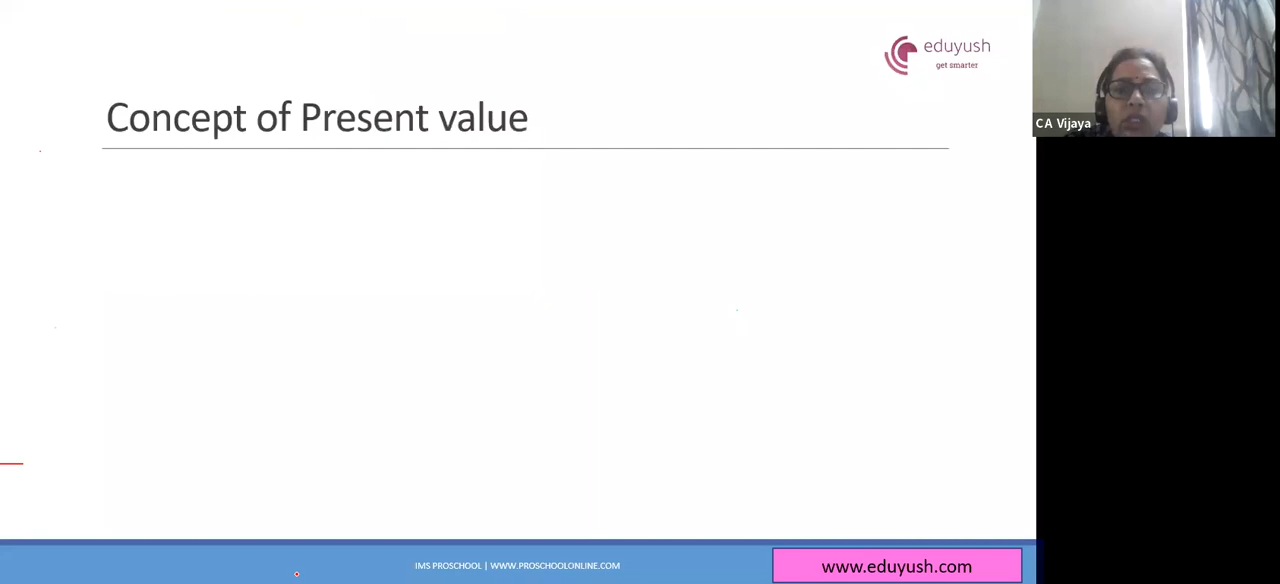 eduyush
get smarter
Concept of Present value
CA Vijaya
IMS PROSCHOOL | WWW.PROSCHOOLONLINE.COM
www.eduyush.com